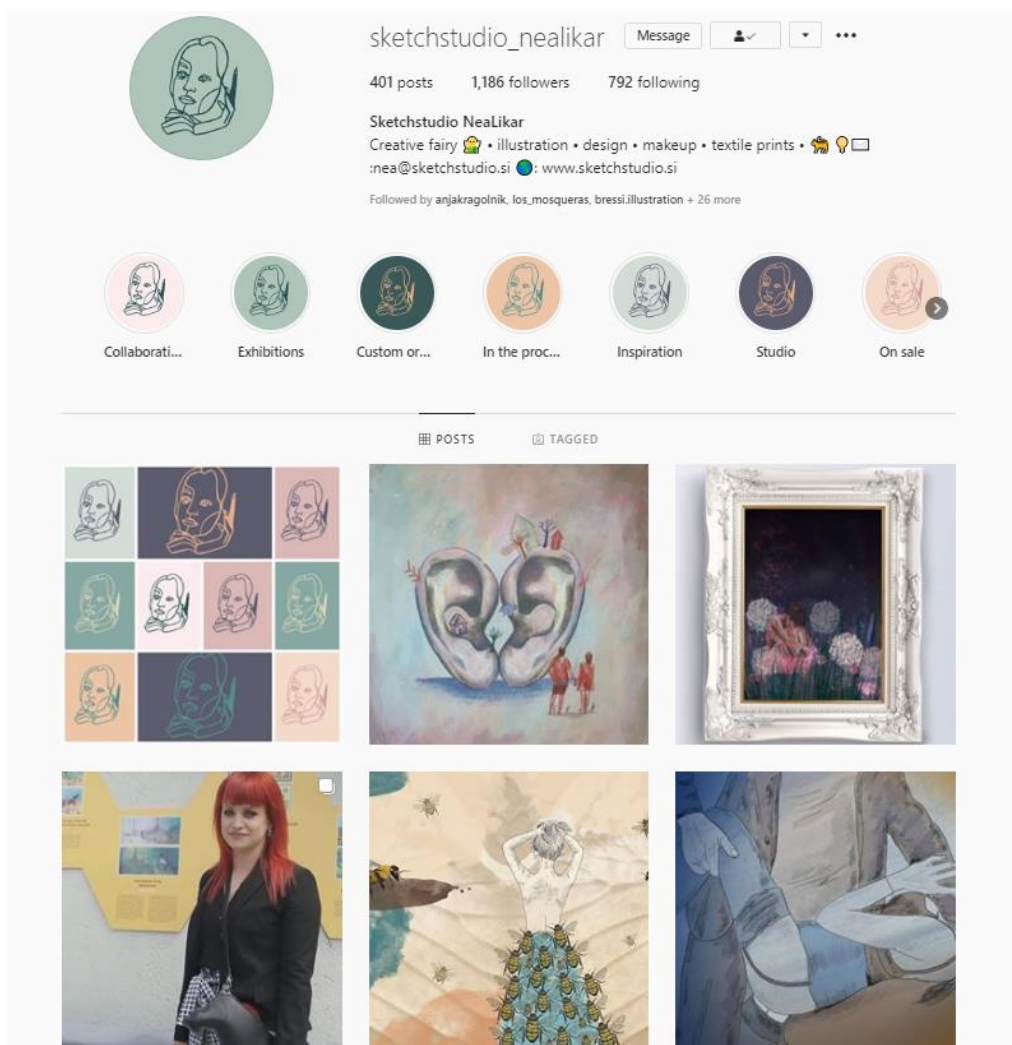 sketchstudio_nealikar Message
401 posts 1,186 followers 792 following
Sketchstudio NeaLikar
Creative fairy 🧚 • illustration • design • makeup • textile prints • 🐅 💡✉
:nea@sketchstudio.si 🌍: www.sketchstudio.si
Followed by anjakragolnik, los_mosqueras, bressi.illustration + 26 more
Collaborati... Exhibitions Custom or... In the proc... Inspiration Studio On sale
POSTS TAGGED